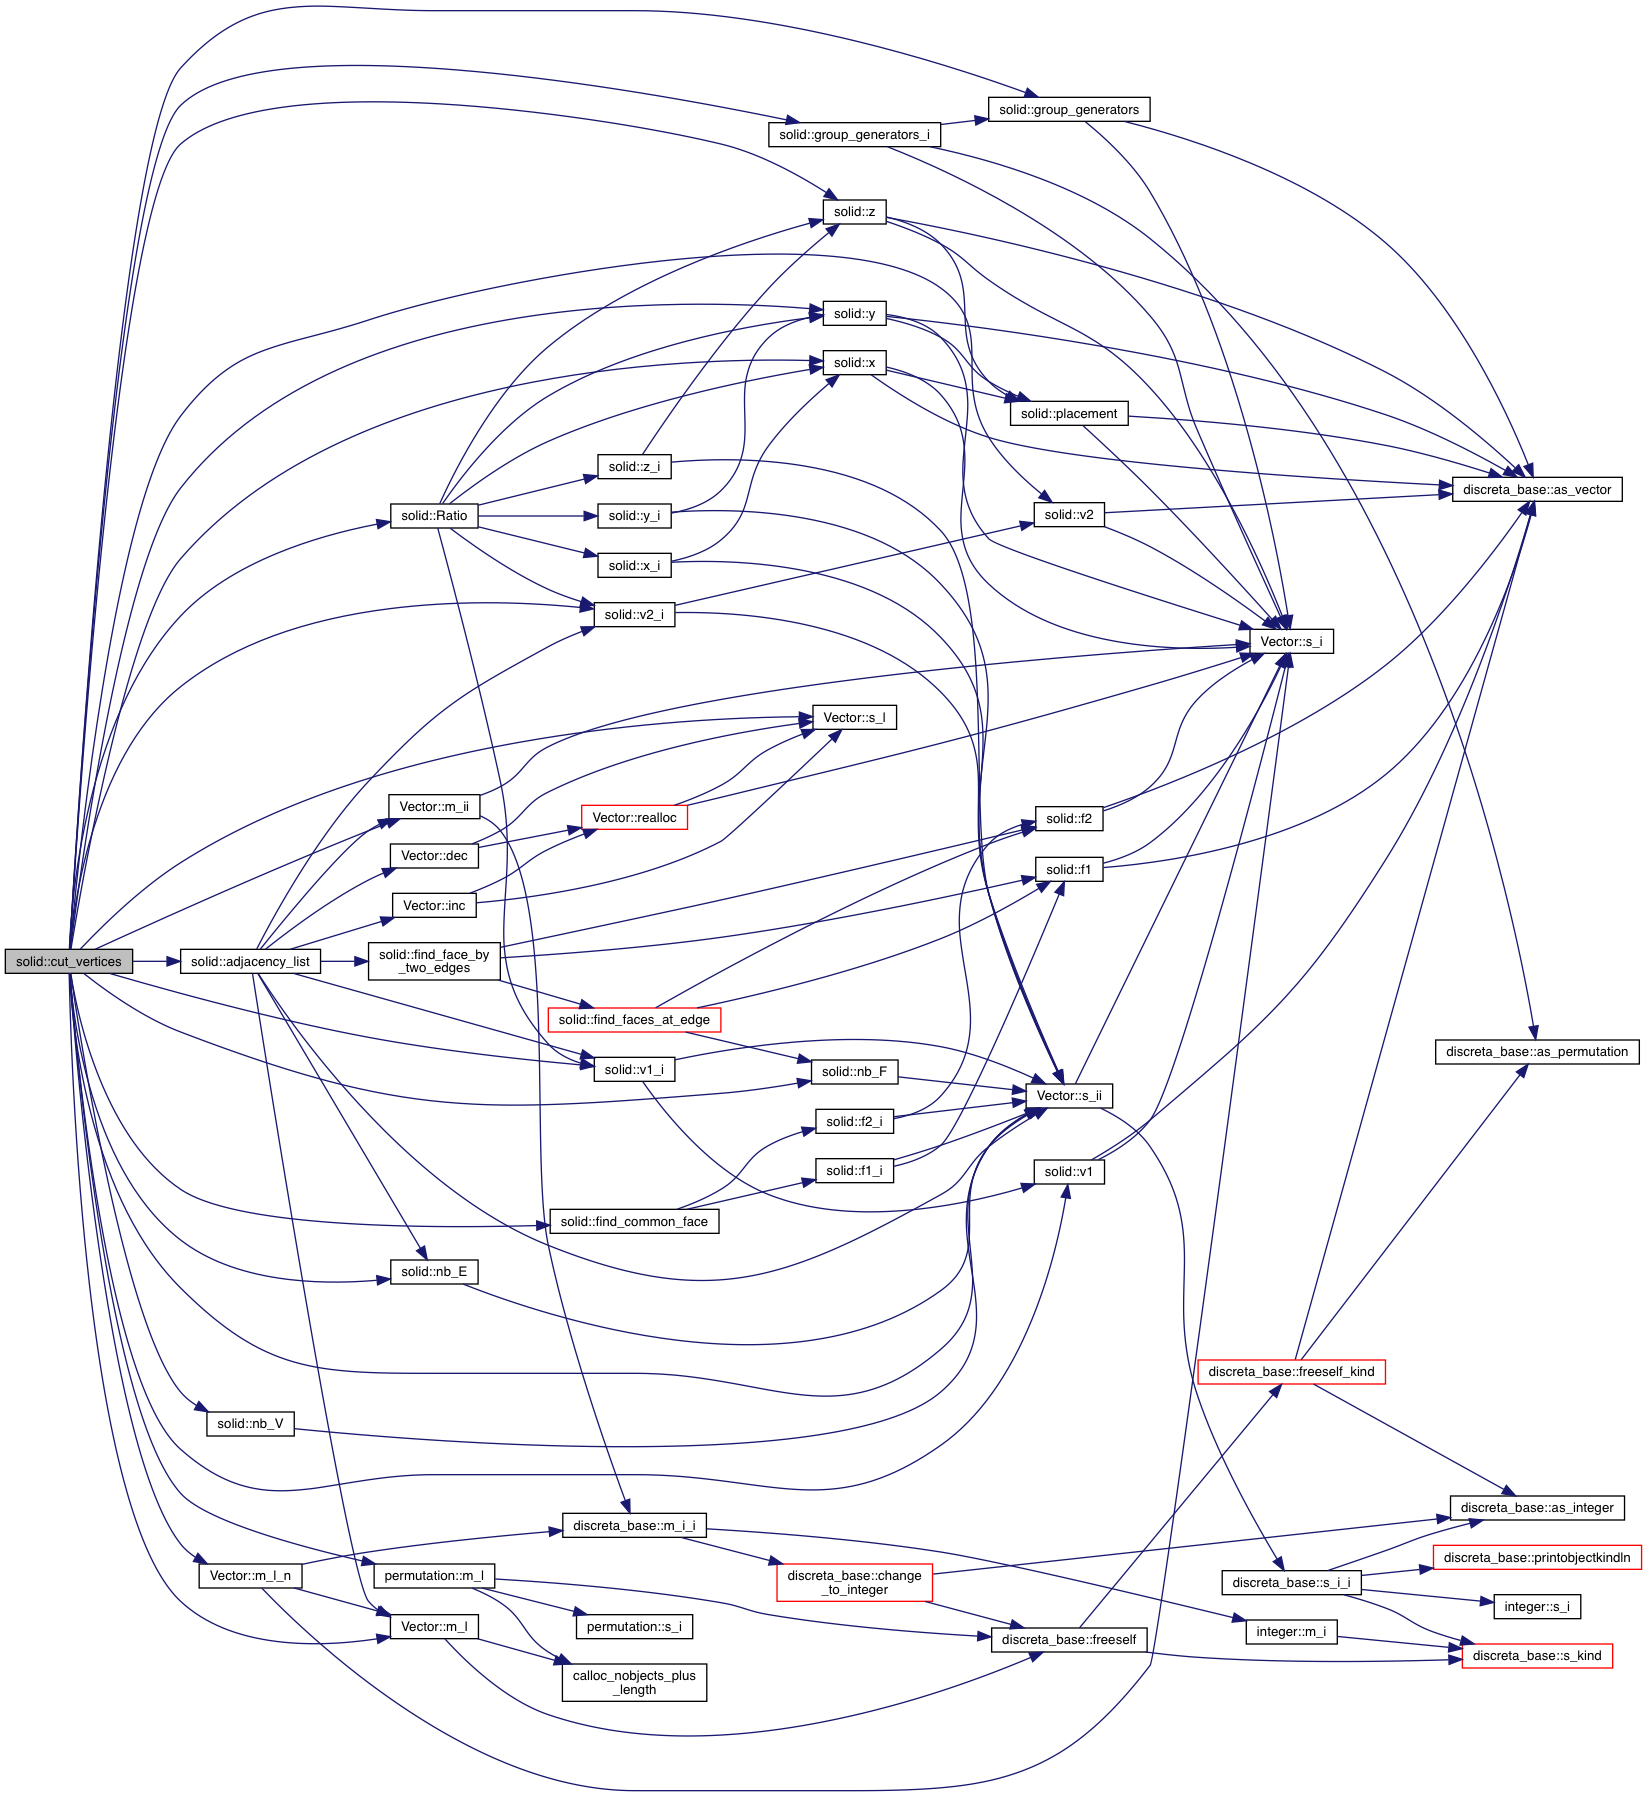 solid::group_generators
solid::group_generators_i
solid::z
solid::y
solid::x
solid::placement
solid::z_i
discreta_base::as_vector
solid::Ratio
solid::y_i
solid::v2
solid::x_i
solid::v2_i
Vector::s_i
Vector::s_l
Vector::m_ii
Vector::realloc
solid::f2
Vector::dec
solid::f1
Vector::inc
solid::cut_vertices
solid::adjacency_list
solid::find_face_by
_two_edges
solid::find_faces_at_edge
discreta_base::as_permutation
solid::v1_i
solid::nb_F
Vector::s_ii
solid::f2_i
solid::f1_i
solid::v1
solid::find_common_face
solid::nb_E
discreta_base::freeself_kind
solid::nb_V
discreta_base::as_integer
discreta_base::m_i_i
discreta_base::printobjectkindln
Vector::m_l_n
permutation::m_l
discreta_base::change
_to_integer
discreta_base::s_i_i
integer::s_i
Vector::m_l
permutation::s_i
discreta_base::freeself
integer::m_i
discreta_base::s_kind
calloc_nobjects_plus
_length